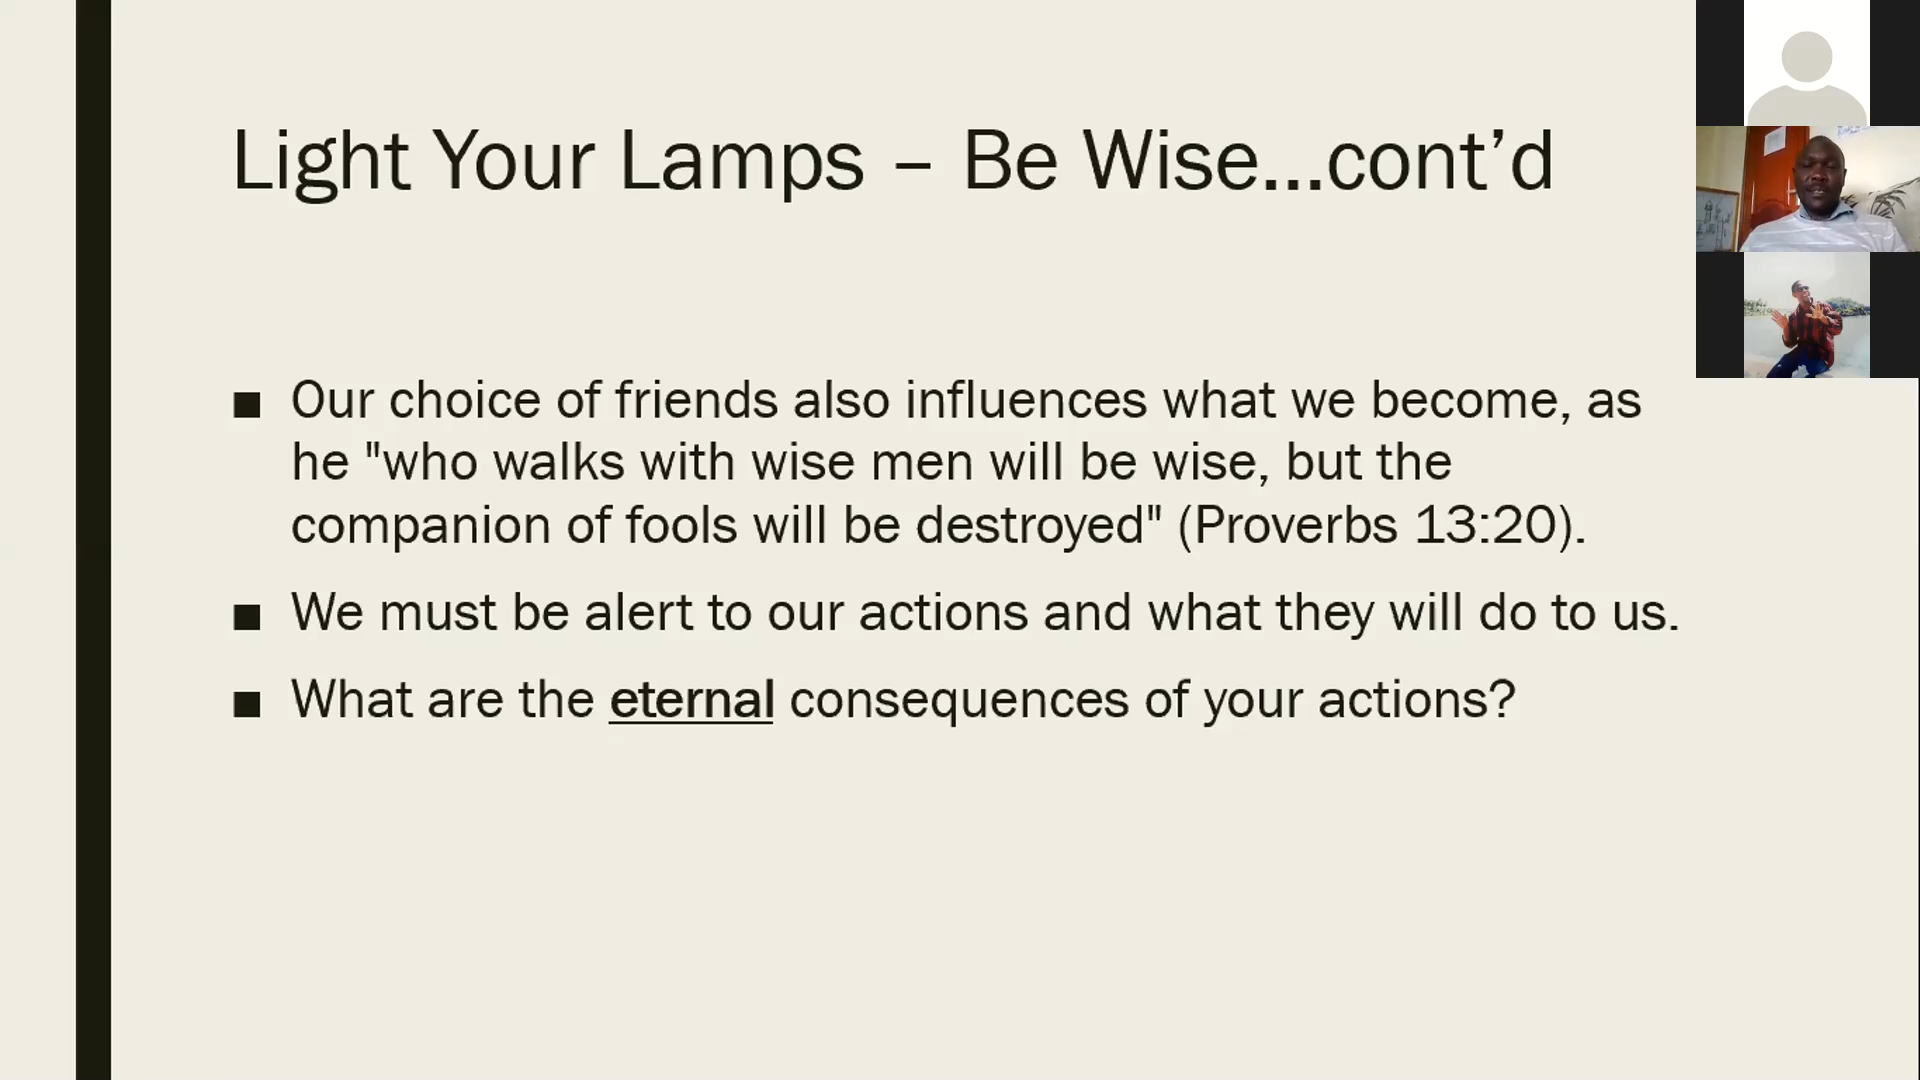 Light Your Lamps – Be Wise...cont’d
■ Our choice of friends also influences what we become, as
he "who walks with wise men will be wise, but the
companion of fools will be destroyed" (Proverbs 13:20).
■ We must be alert to our actions and what they will do to us.
■ What are the eternal consequences of your actions?